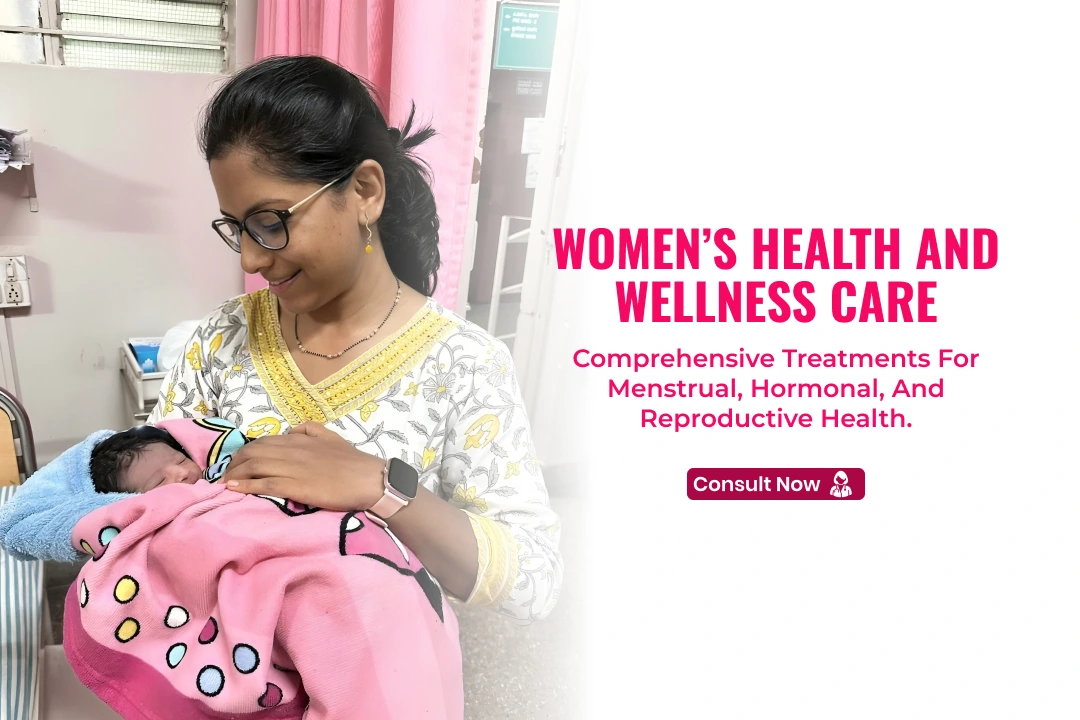 WOMEN’S HEALTH AND
WELLNESS CARE
Comprehensive Treatments For
Menstrual, Hormonal, And
Reproductive Health.
Consult Now